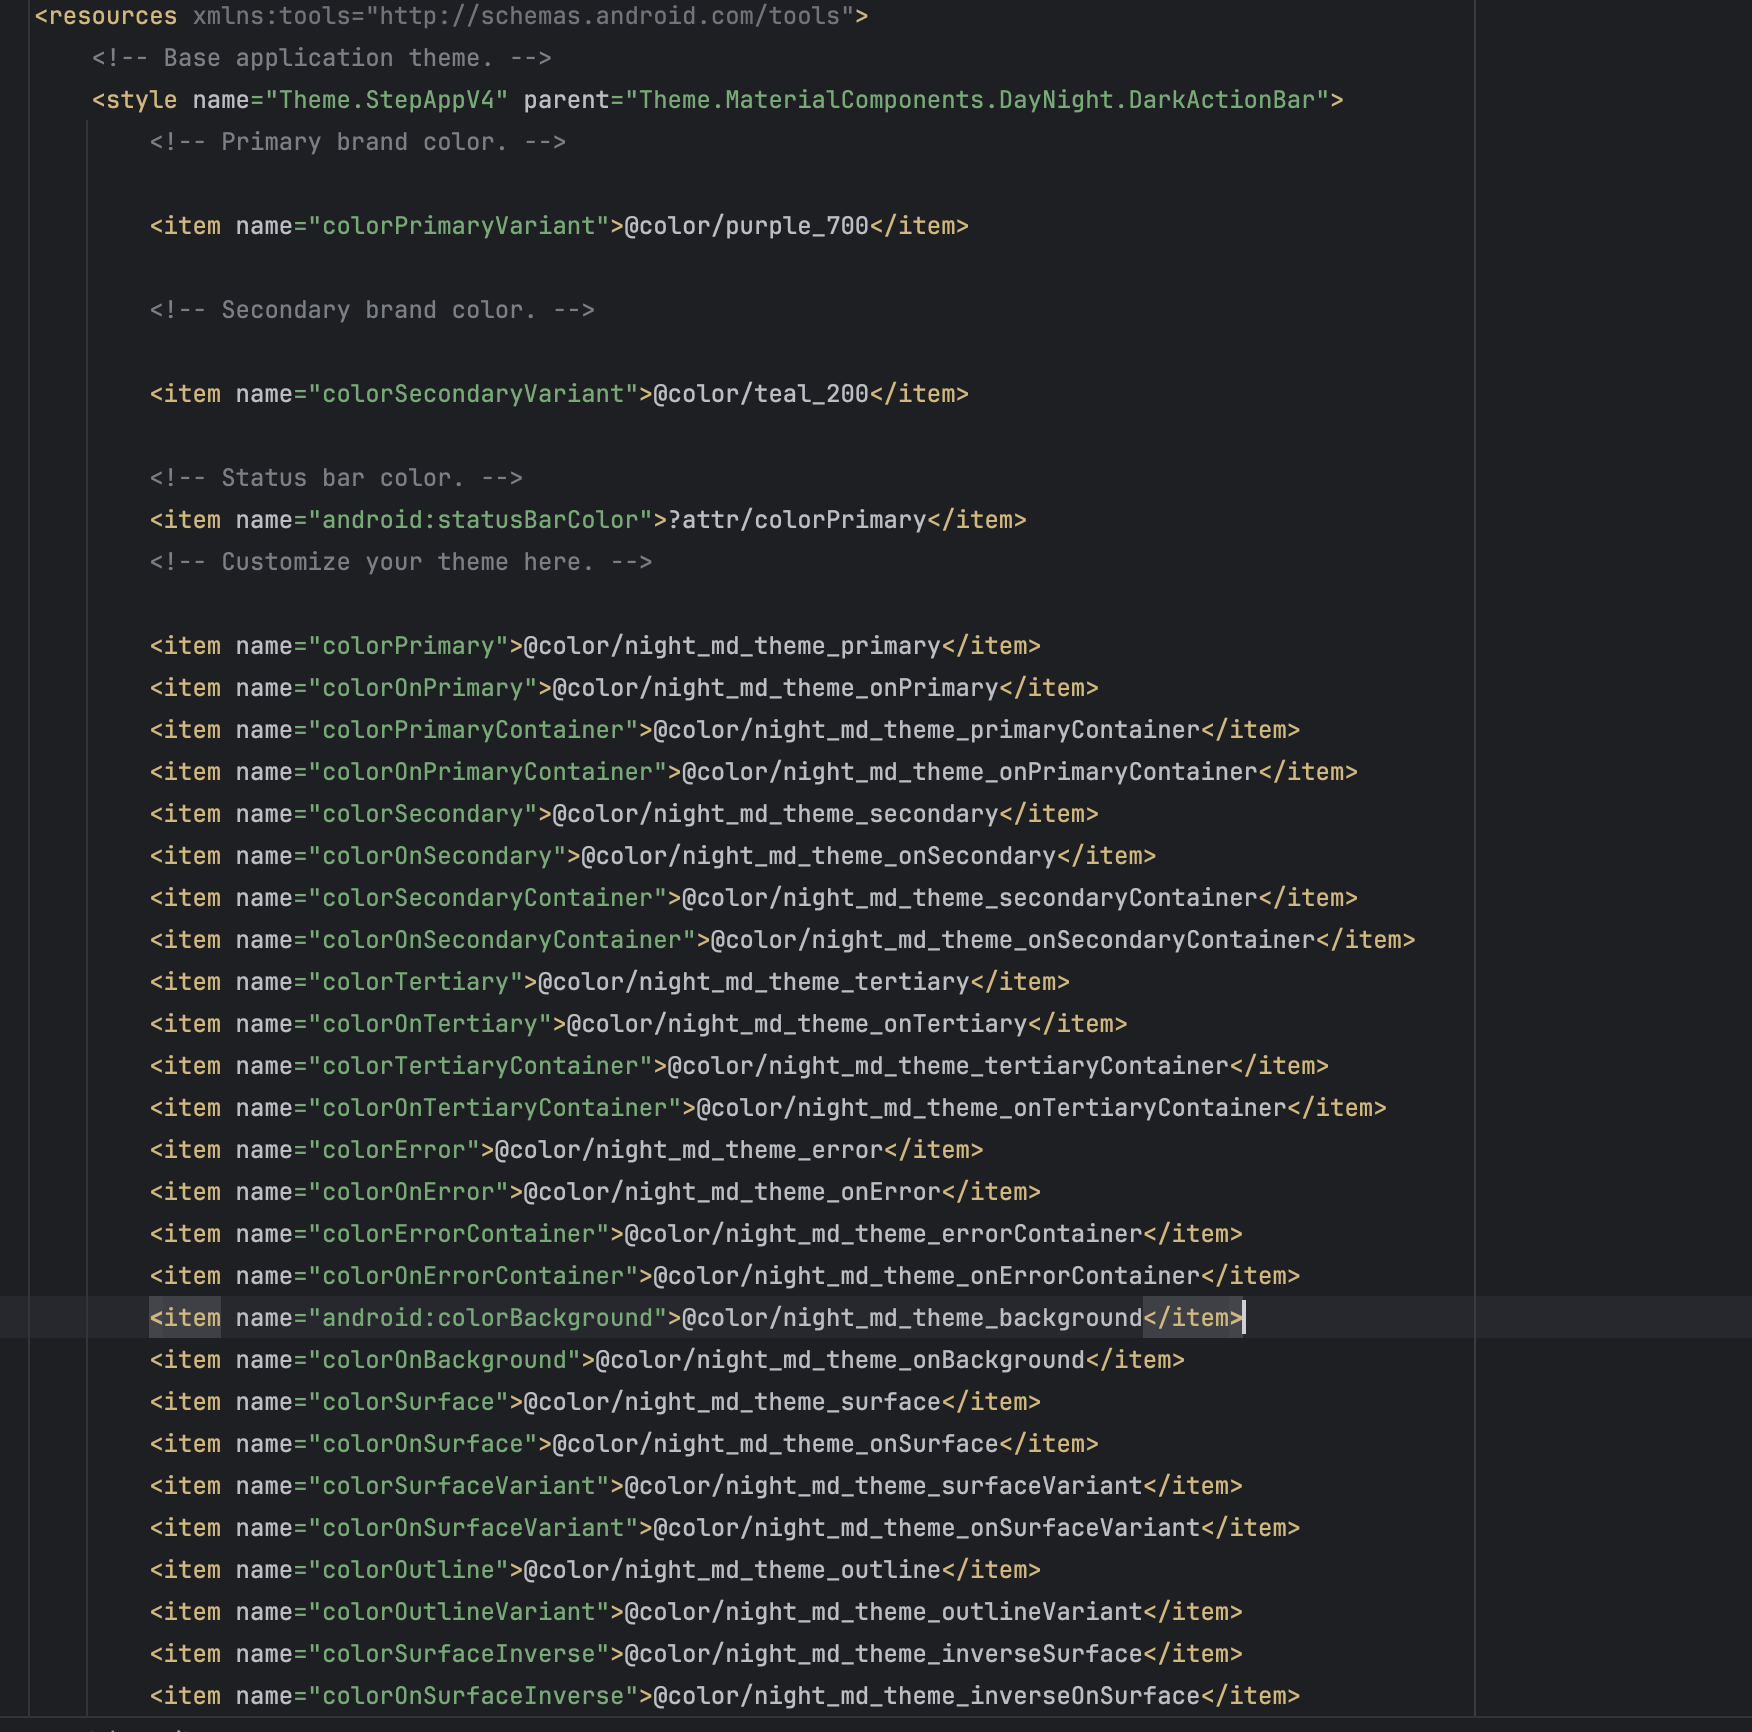 <resources xmlns:tools="http://schemas.android.com/tools">
<!-- Base application theme. -->
<style name="Theme.StepAppV4" parent="Theme.MaterialComponents.DayNight.DarkActionBar">
<!-- Primary brand color. -->
<item name="colorPrimaryVariant">@color/purple_700</item>
<!-- Secondary brand color. -->
<item name="colorSecondaryVariant">@color/teal_200</item>
<!-- Status bar color. -->
<item name="android:statusBarColor">?attr/colorPrimary</item>
<!-- Customize your theme here. -->
<item name="colorPrimary">@color/night_md_theme_primary</item>
<item name="colorOnPrimary">@color/night_md_theme_onPrimary</item>
<item name="colorPrimaryContainer">@color/night_md_theme_primaryContainer</item>
<item name="colorOnPrimaryContainer">@color/night_md_theme_onPrimaryContainer</item>
<item name="colorSecondary">@color/night_md_theme_secondary</item>
<item name="colorOnSecondary">@color/night_md_theme_onSecondary</item>
<item name="colorSecondaryContainer">@color/night_md_theme_secondaryContainer</item>
<item name="colorOnSecondaryContainer">@color/night_md_theme_onSecondaryContainer</item>
<item name="colorTertiary">@color/night_md_theme_tertiary</item>
<item name="colorOnTertiary">@color/night_md_theme_onTertiary</item>
<item name="colorTertiaryContainer">@color/night_md_theme_tertiaryContainer</item>
<item name="colorOnTertiaryContainer">@color/night_md_theme_onTertiaryContainer</item>
<item name="colorError">@color/night_md_theme_error</item>
<item name="colorOnError">@color/night_md_theme_onError</item>
<item name="colorErrorContainer">@color/night_md_theme_errorContainer</item>
<item name="colorOnErrorContainer">@color/night_md_theme_onErrorContainer</item>
<item name="android:colorBackground">@color/night_md_theme_background</item>
<item name="colorOnBackground">@color/night_md_theme_onBackground</item>
<item name="colorSurface">@color/night_md_theme_surface</item>
<item name="colorOnSurface">@color/night_md_theme_onSurface</item>
<item name="colorSurfaceVariant">@color/night_md_theme_surfaceVariant</item>
<item name="colorOnSurfaceVariant">@color/night_md_theme_onSurfaceVariant</item>
<item name="colorOutline">@color/night_md_theme_outline</item>
<item name="colorOutlineVariant">@color/night_md_theme_outlineVariant</item>
<item name="colorSurfaceInverse">@color/night_md_theme_inverseSurface</item>
<item name="colorOnSurfaceInverse">@color/night_md_theme_inverseOnSurface</item>